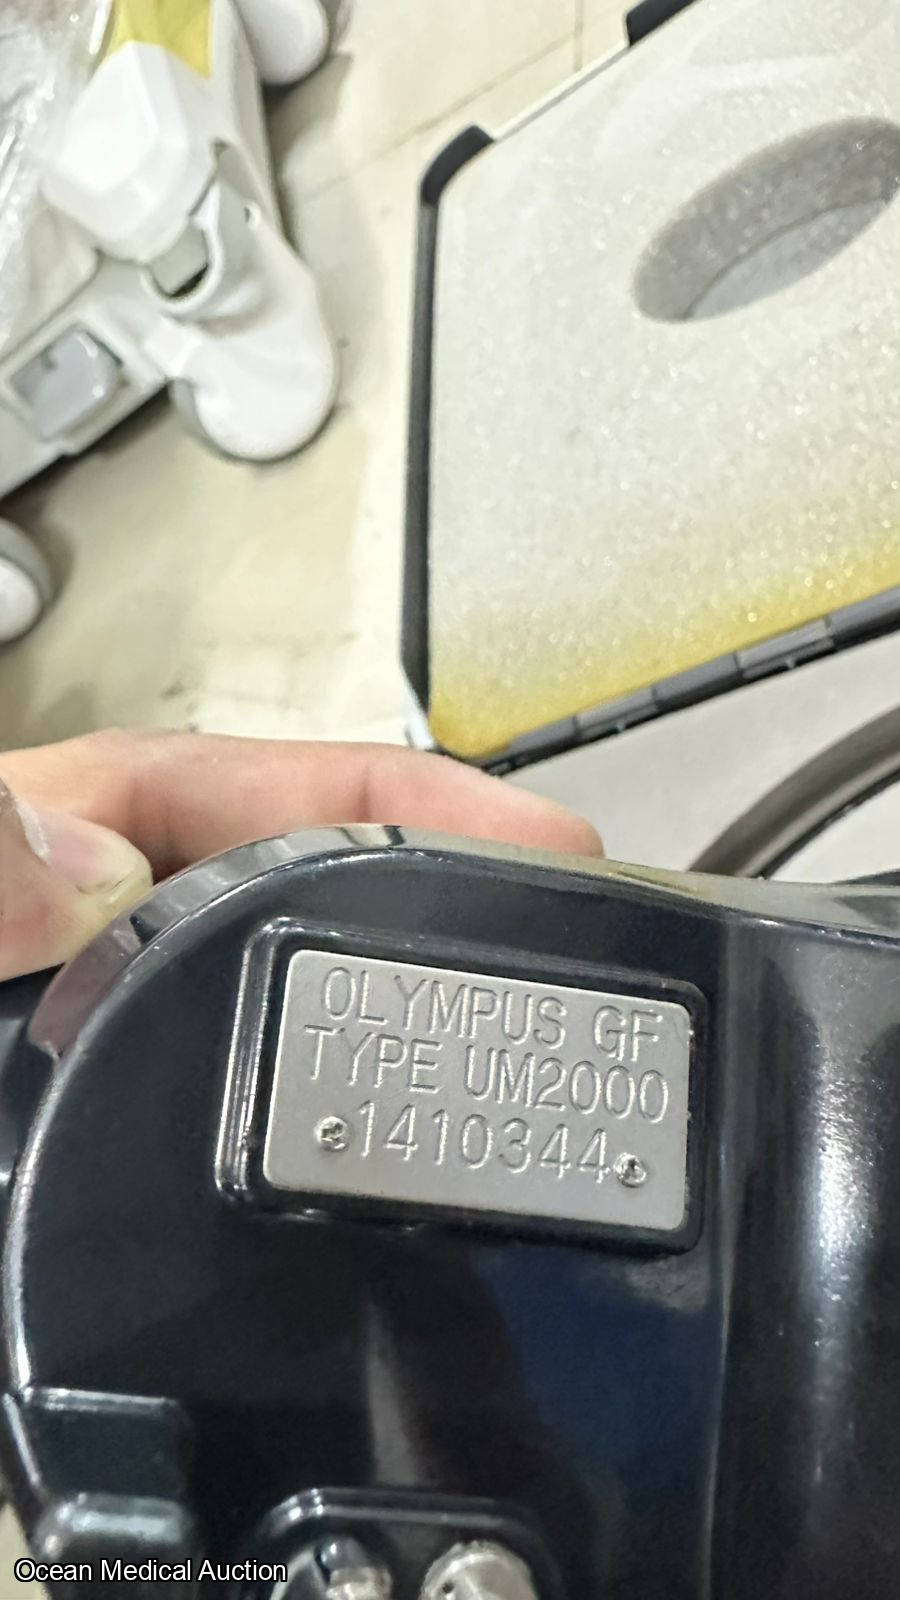 OLYMPUS GF
TYPE UM2000
1410344
Ocean Medical Auction